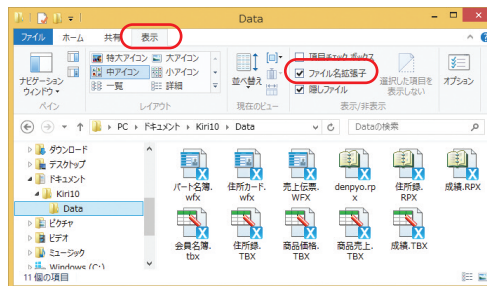 Data
ファイル ホーム 共有 表示
ナビゲーション
ウィンドウ
特大アイコン 大アイコン
中アイコン 小アイコン
一覧 詳細
並べ替え
項目チェック ボックス
ファイル名拡張子
隠しファイル
選択した項目を
表示しない
オプション
ペイン レイアウト 現在のビュー 表示/非表示
PC Kドキュメント Kiri10 Data
Dataの検索
ダウンロード
デスクトップ
ドキュメント
Kiri10
Data
ピクチャ
ビデオ
ミュージック
Windows (C:)
パート名簿.
wfx
住所カード.
wfx
売上伝票.
WFX
denpyo.rp
x
住所録.
RPX
成績.RPX
会員名簿.
tbx
住所録.
TBX
商品価格.
TBX
商品売上.
TBX
成績.TBX
11 個の項目